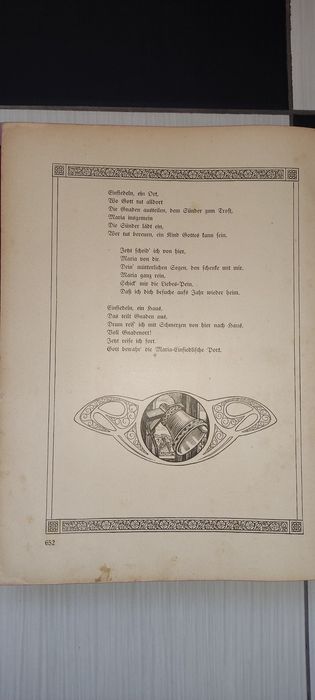 Einsiedeln, ein Ort,
Wo Gott tut alldort
Die Gnaden austeilen, dem Sünder zum Trost,
Maria insgemein
Die Sünder lädt ein,
Wer tut bereuen, ein Kind Gottes kann sein.
Jetzt scheid' ich von hier,
Maria von dir.
Dein' mütterlichen Segen, den schenke mit mir.
Maria ganz rein,
Schick' mir die Liebes-Pein,
Daß ich dich besuche aufs Jahr wieder heim.
Einsiedeln, ein Haus,
Das teilt Gnaden aus.
Drum reis' ich mit Schmerzen von hier nach Haus.
Voll Gnadenort!
Jetzt reise ich fort.
Gott bewahr' die Maria-Einsiedlische Port.
652